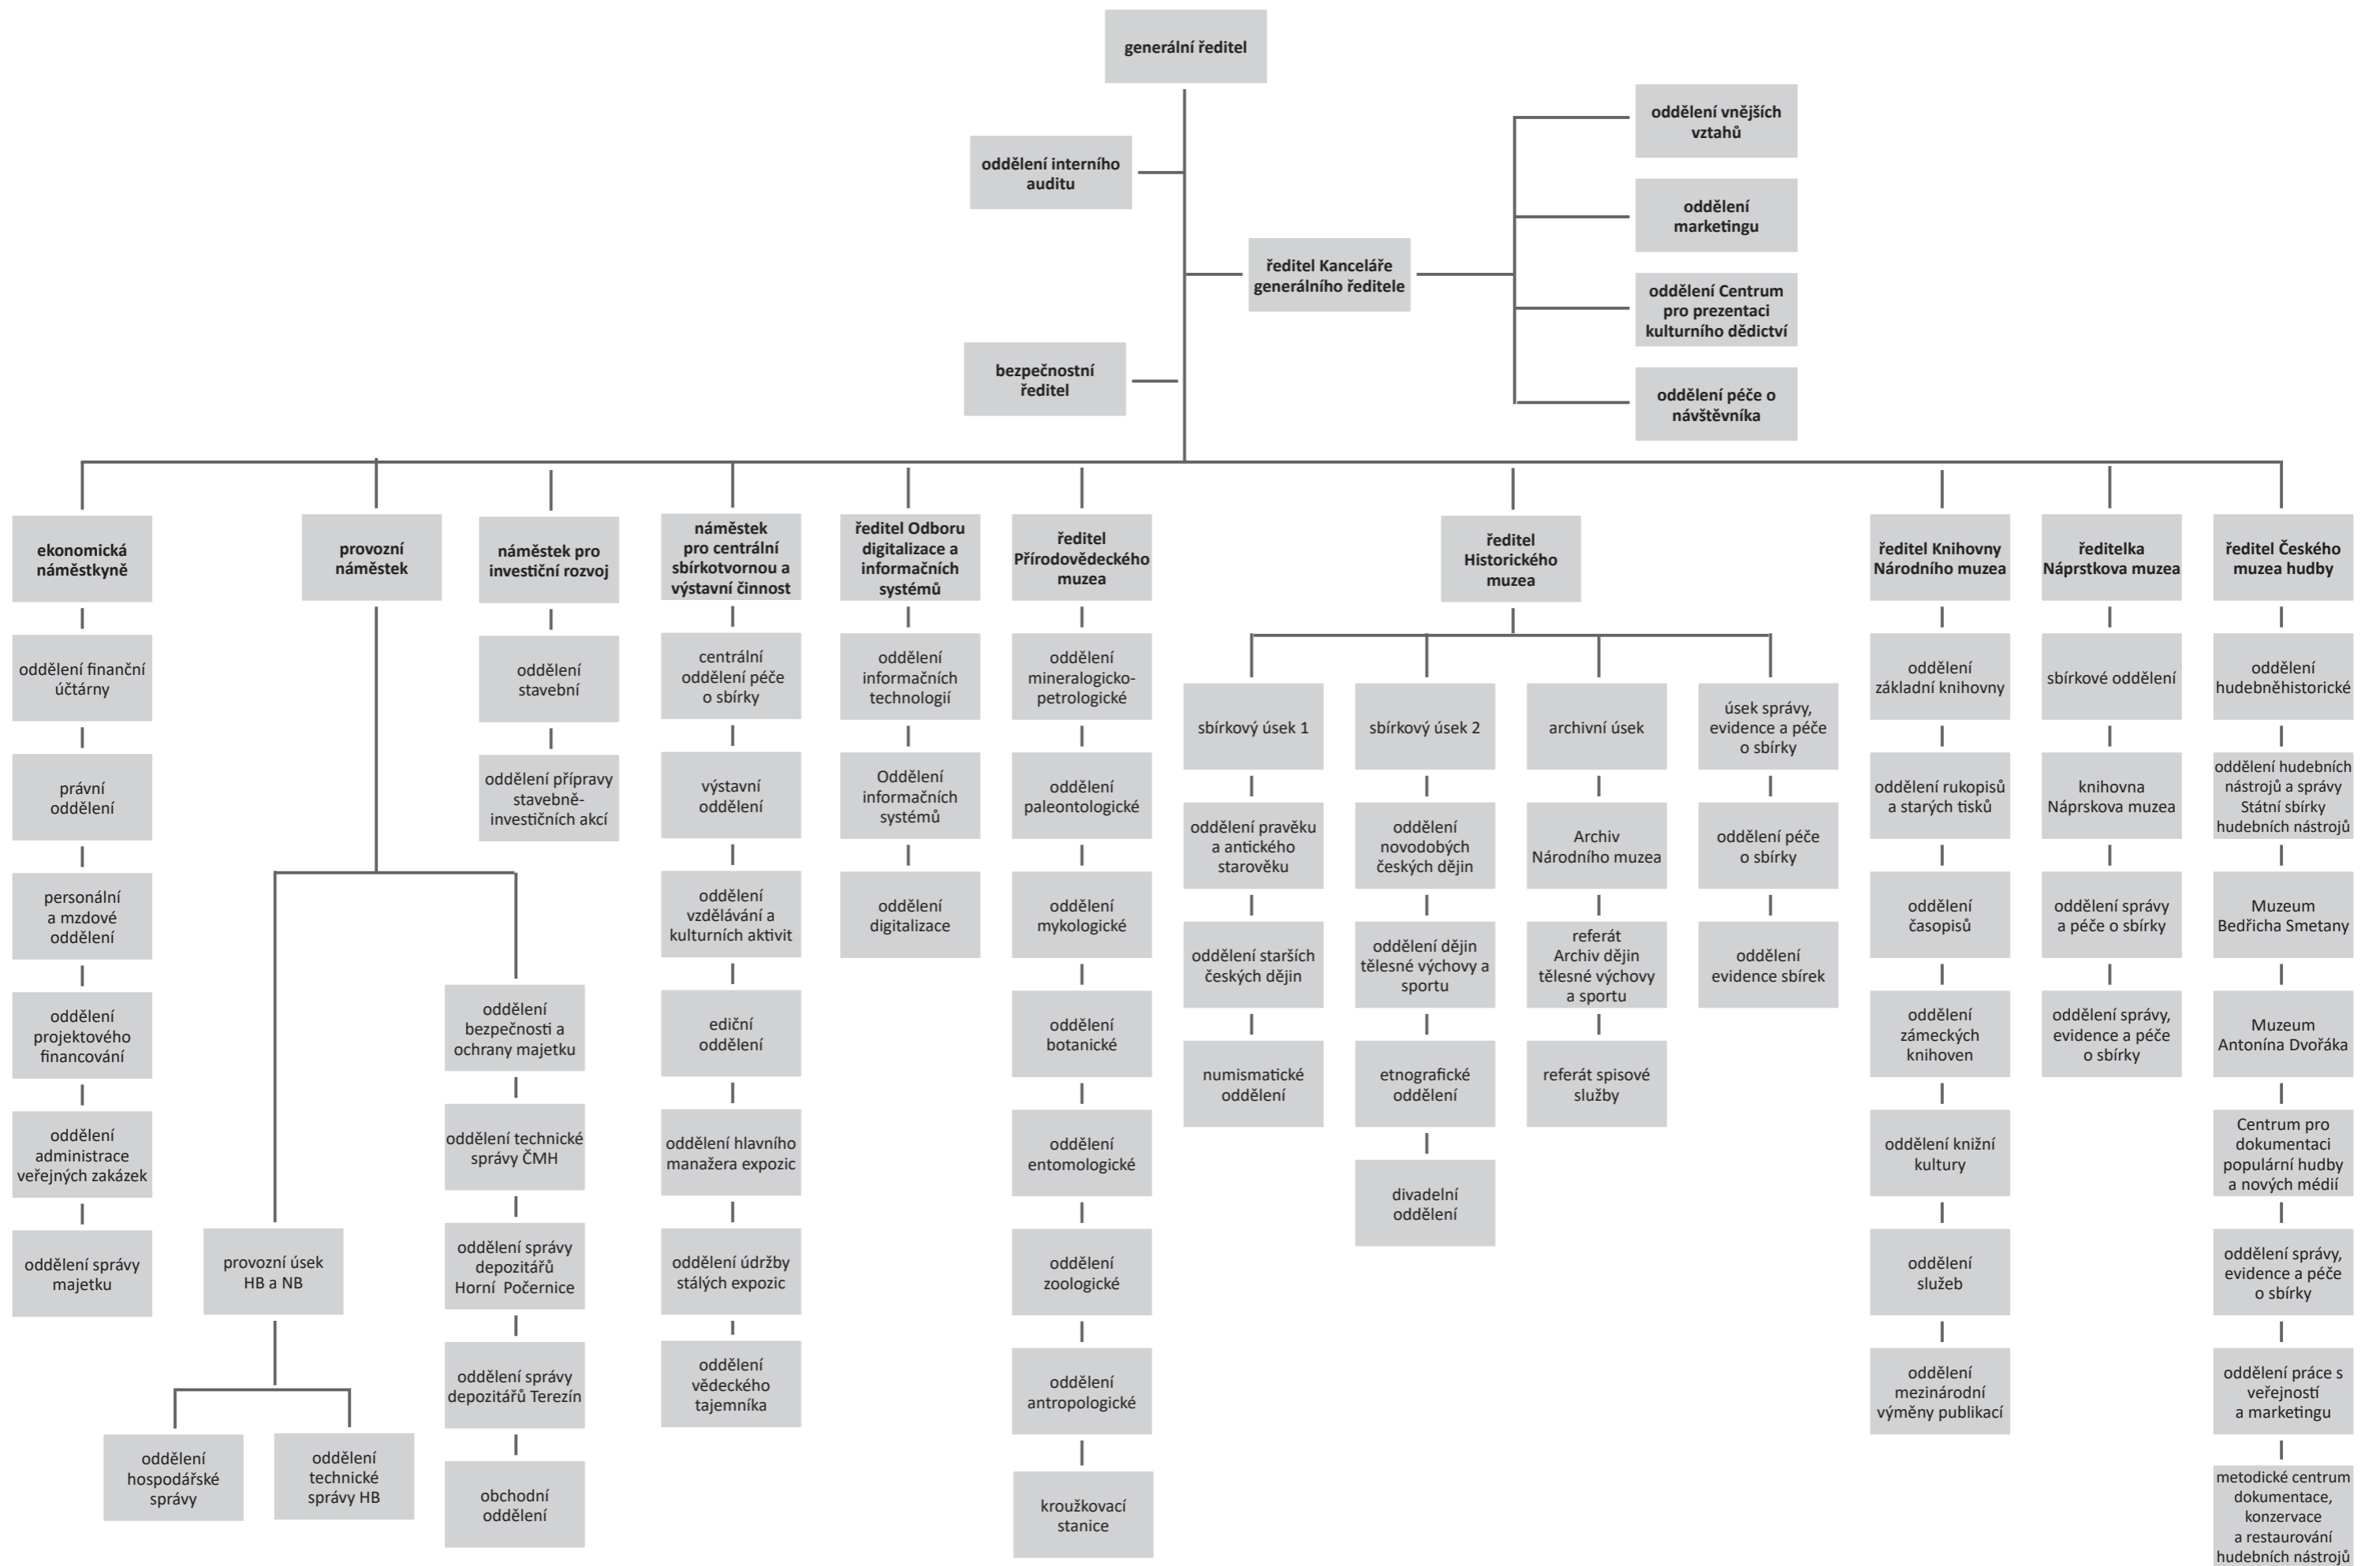 generální ředitel
oddělení interního
auditu
ředitel Kanceláře
generálního ředitele
bezpečnostní
ředitel
oddělení vnějších
vztahů
oddělení
marketingu
oddělení Centrum
pro prezentaci
kulturního dědictví
oddělení péče o
návštěvníka
ekonomická
náměstkyně
oddělení finanční
účtárny
právní
oddělení
personální
a mzdové
oddělení
oddělení
projektového
financování
oddělení
administrace
veřejných zakázek
oddělení správy
majetku
provozní
náměstek
provozní úsek
HB a NB
oddělení
hospodářské
správy
oddělení
technické
správy HB
oddělení
bezpečnosti a
ochrany majetku
oddělení technické
správy ČMH
oddělení správy
depozitářů
Horní Počernice
oddělení správy
depozitářů Terezín
obchodní
oddělení
náměstek pro
investiční rozvoj
oddělení
stavební
oddělení přípravy
stavebně-
investičních akcí
náměstek
pro centrální
sbírkotvornou a
výstavní činnost
centrální
oddělení péče
o sbírky
výstavní
oddělení
oddělení
vzdělávání a
kulturních aktivit
ediční
oddělení
oddělení hlavního
manažera expozic
oddělení údržby
stálých expozic
oddělení
vědeckého
tajemníka
ředitel Odboru
digitalizace a
informačních
systémů
oddělení
informačních
technologií
Oddělení
informačních
systémů
oddělení
digitalizace
ředitel
Přírodovědeckého
muzea
oddělení
mineralogicko-
petrologické
oddělení
paleontologické
oddělení
mykologické
oddělení
botanické
oddělení
entomologické
oddělení
zoologické
oddělení
antropologické
kroužkovací
stanice
ředitel
Historického
muzea
sbírkový úsek 1
oddělení pravěku
a antického
starověku
oddělení starších
českých dějin
numismatické
oddělení
sbírkový úsek 2
oddělení
novodobých
českých dějin
oddělení dějin
tělesné výchovy a
sportu
etnografické
oddělení
divadelní
oddělení
archivní úsek
Archiv
Národního muzea
referát
Archiv dějin
tělesné výchovy
a sportu
referát spisové
služby
úsek správy,
evidence a péče
o sbírky
oddělení péče
o sbírky
oddělení
evidence sbírek
ředitel Knihovny
Národního muzea
oddělení
základní knihovny
oddělení rukopisů
a starých tisků
oddělení
časopisů
oddělení
zámeckých
knihoven
oddělení knižní
kultury
oddělení
služeb
oddělení
mezinárodní
výměny publikací
ředitelka
Náprstkova muzea
sbírkové oddělení
knihovna
Náprskova muzea
oddělení správy
a péče o sbírky
oddělení správy,
evidence a péče
o sbírky
ředitel Českého
muzea hudby
oddělení
hudebněhistorické
oddělení hudebních
nástrojů a správy
Státní sbírky
hudebních nástrojů
Muzeum
Bedřicha Smetany
Muzeum
Antonína Dvořáka
Centrum pro
dokumentaci
populární hudby
a nových médií
oddělení správy,
evidence a péče
o sbírky
oddělení práce s
veřejností
a marketingu
metodické centrum
dokumentace,
konzervace
a restaurování
hudebních nástrojů